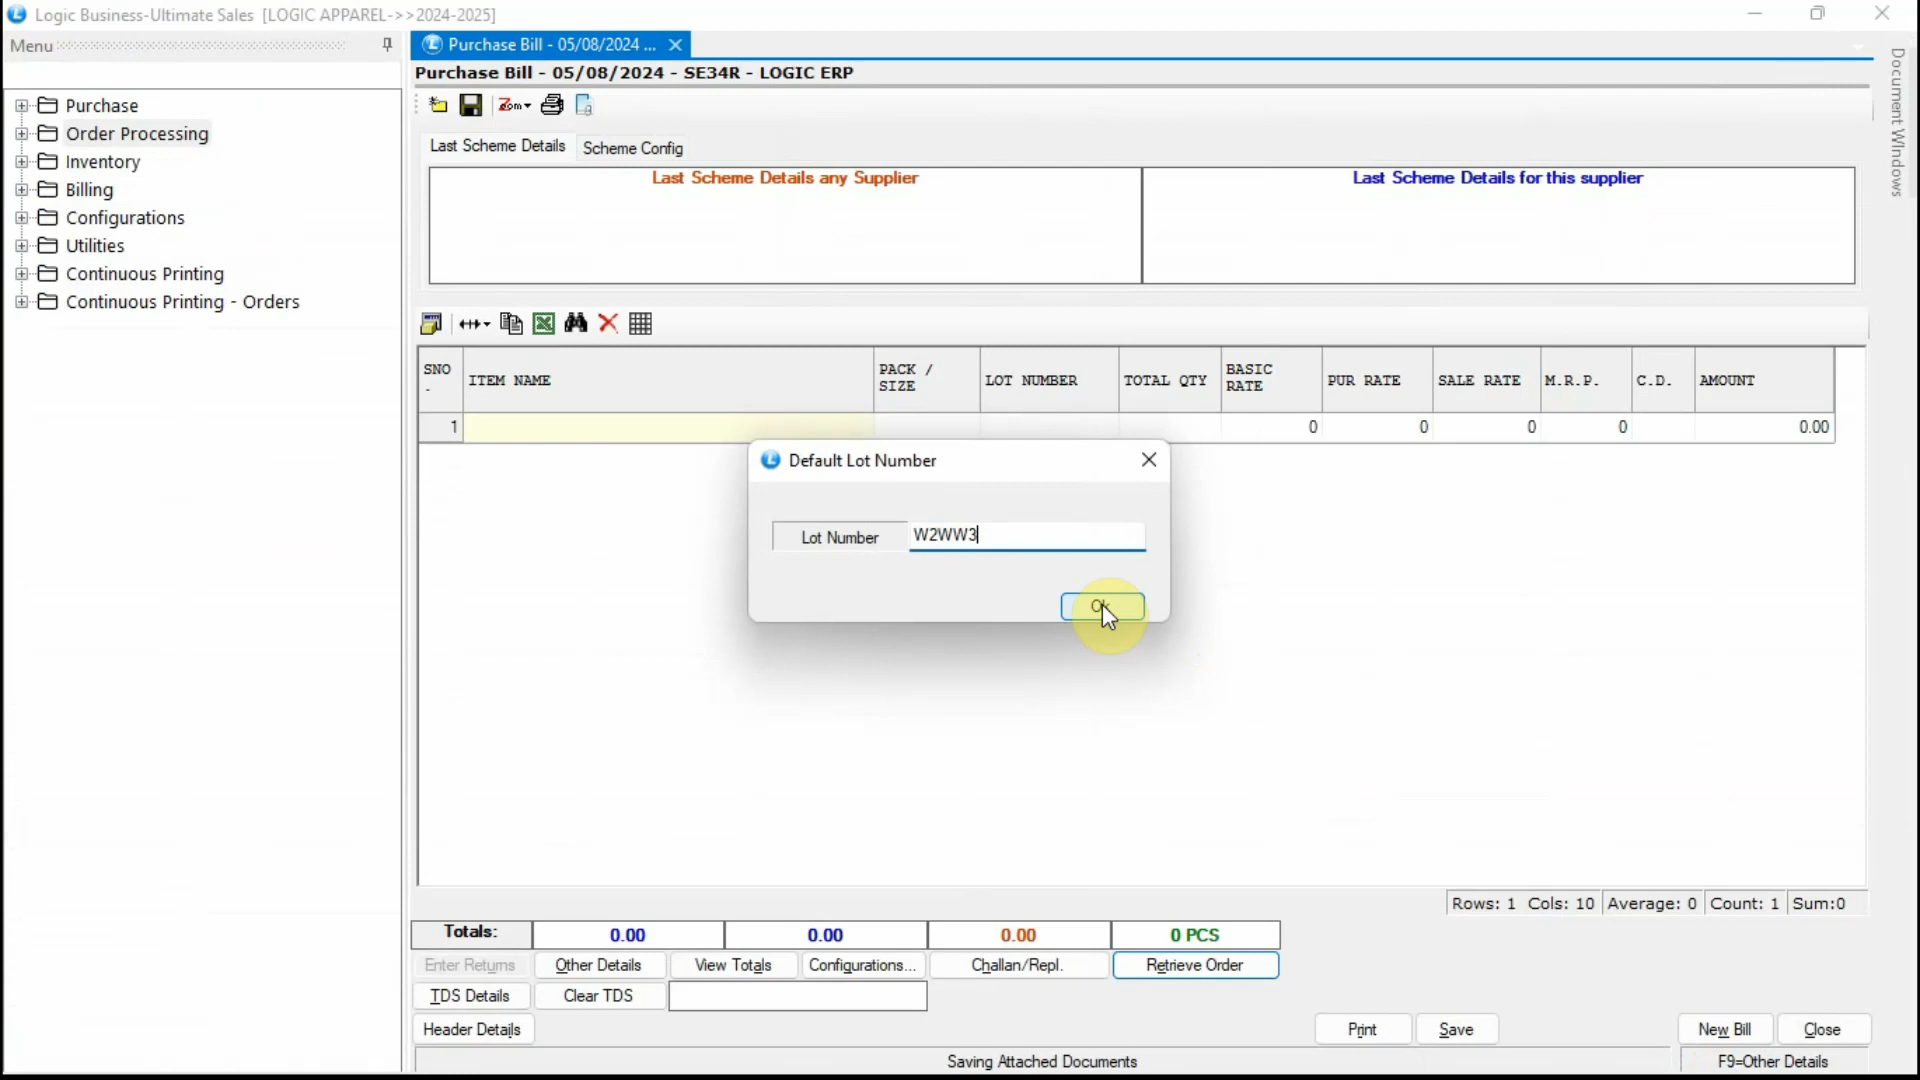 Logic Business-Ultimate Sales [LOGIC APPAREL->>2024-2025]
Menu
Purchase
Order Processing
Inventory
Billing
Configurations
Utilities
Continuous Printing
Continuous Printing - Orders
Purchase Bill - 05/08/2024 ...
Purchase Bill - 05/08/2024 - SE34R - LOGIC ERP
Zoom
Last Scheme Details Scheme Config
Last Scheme Details any Supplier Last Scheme Details for this supplier
SNO. ITEM NAME PACK / SIZE LOT NUMBER TOTAL QTY BASIC RATE PUR RATE SALE RATE M.R.P. C.D. AMOUNT
1 0 0 0 0 0.00
Default Lot Number
Lot Number W2WW3
Ok
Rows: 1 Cols: 10 Average: 0 Count: 1 Sum:0
Totals: 0.00 0.00 0.00 0 PCS
Enter Returns Other Details View Totals Configurations... Challan/Repl. Retrieve Order
TDS Details Clear TDS
Header Details Print Save New Bill Close
Saving Attached Documents F9=Other Details
Document Windows